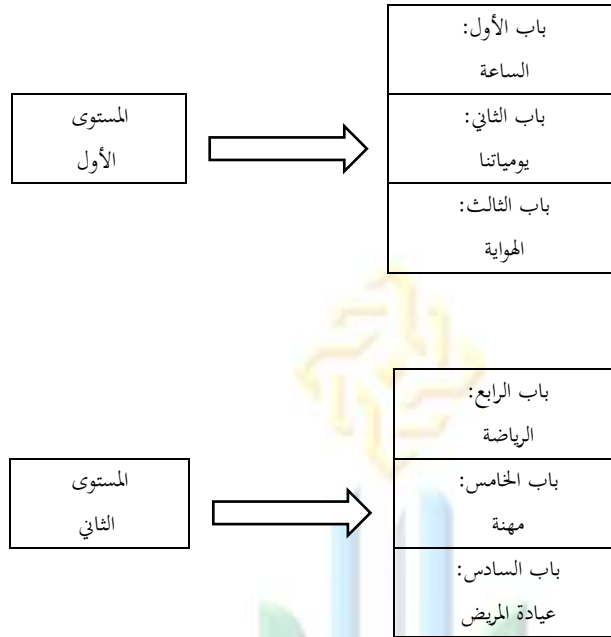 المستوى
الأول
باب الأول:
الساعة
باب الثاني:
يومياتنا
باب الثالث:
الهواية
المستوى
الثاني
باب الرابع:
الرياضة
باب الخامس:
مهنة
باب السادس:
عيادة المريض